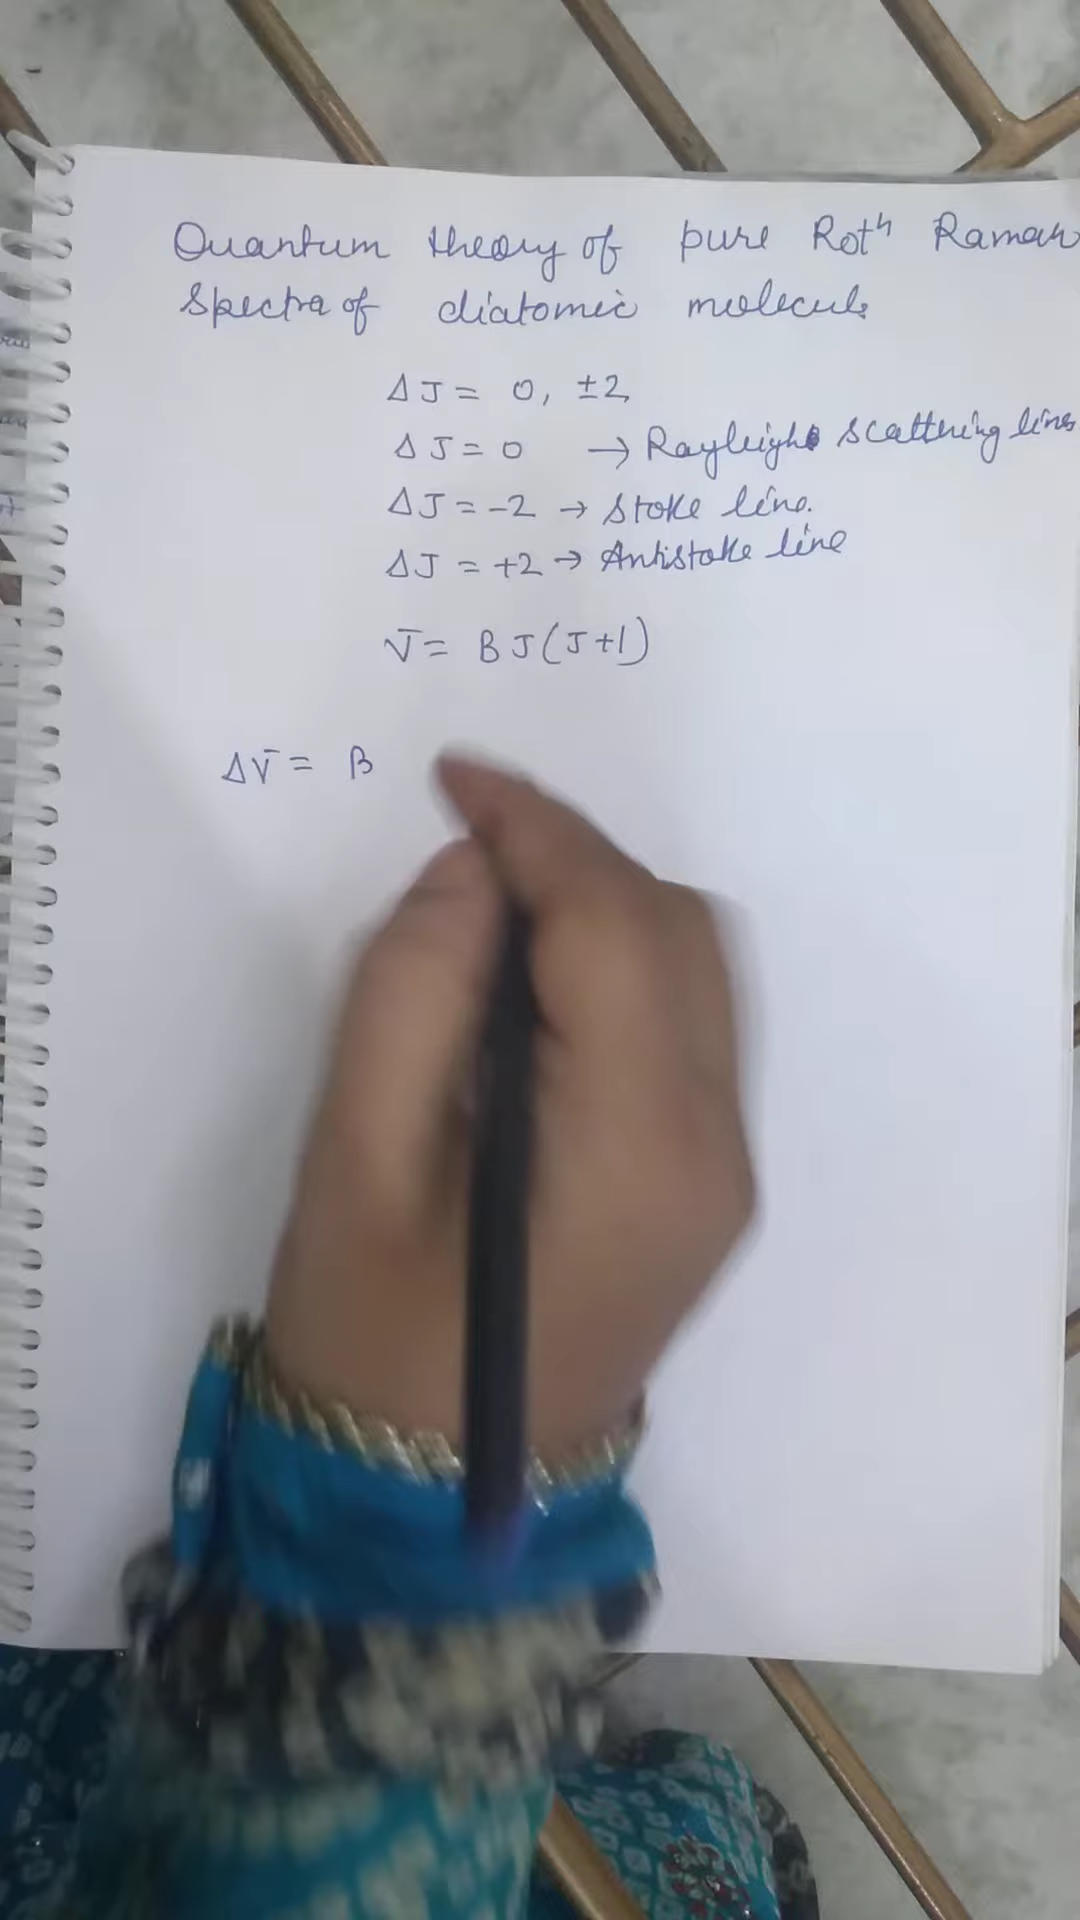 Quantum theory of pure Rotⁿ Raman
Spectra of diatomic molecule
ΔJ = 0, ±2,
ΔJ = 0 → Rayleigh scattering lines
ΔJ = -2 → Stoke line.
ΔJ = +2 → Antistoke line
ν̄ = BJ(J+1)
Δν̄ = B